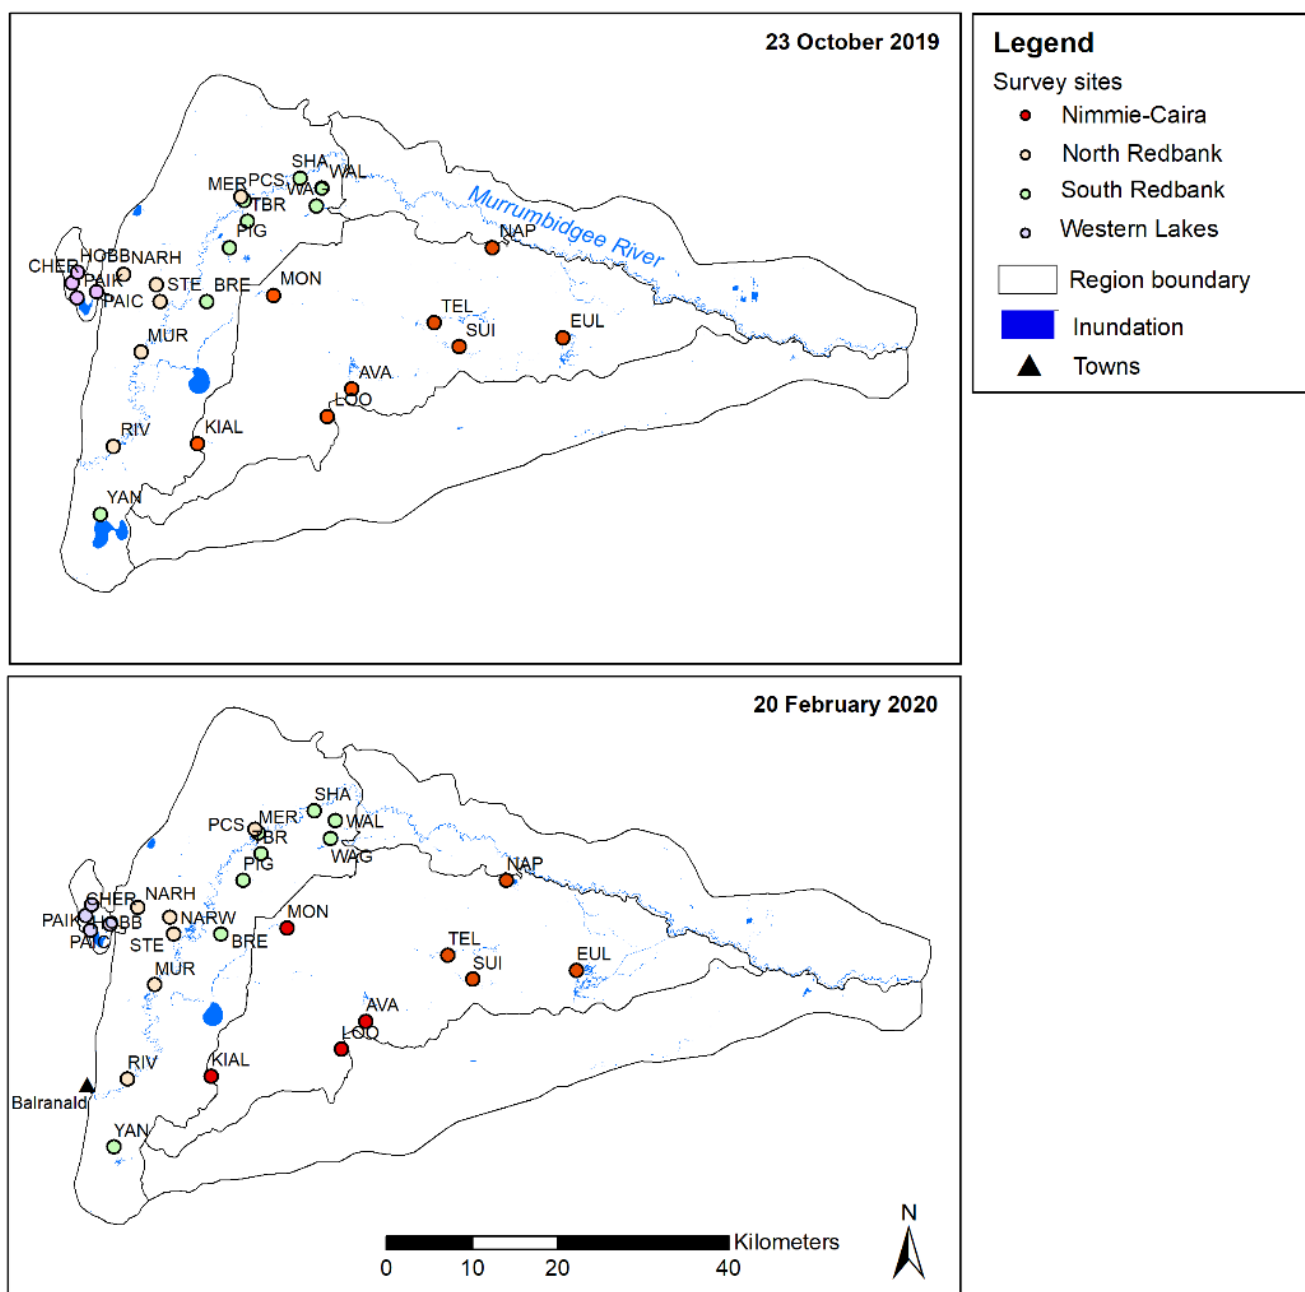 23 October 2019
SHA
WAL
MER
PCS
WAG
TBR
PIG
Murrumbidgee River
NAP
HOBB
NARH
CHER
PAIK
STE
BRE
MON
PAIC
TEL
SUI
EUL
MUR
AVA
LOO
RIV
KIAL
YAN
Legend
Survey sites
Nimmie-Caira
North Redbank
South Redbank
Western Lakes
Region boundary
Inundation
Towns
20 February 2020
SHA
PCS
MER
WAL
TBR
WAG
PIG
NAP
CHER
NARH
PAIK
HOBB
NARW
MON
PAIC
STE
BRE
TEL
SUI
EUL
MUR
AVA
LOO
RIV
KIAL
Balranald
YAN
N
Kilometers
0 10 20 40